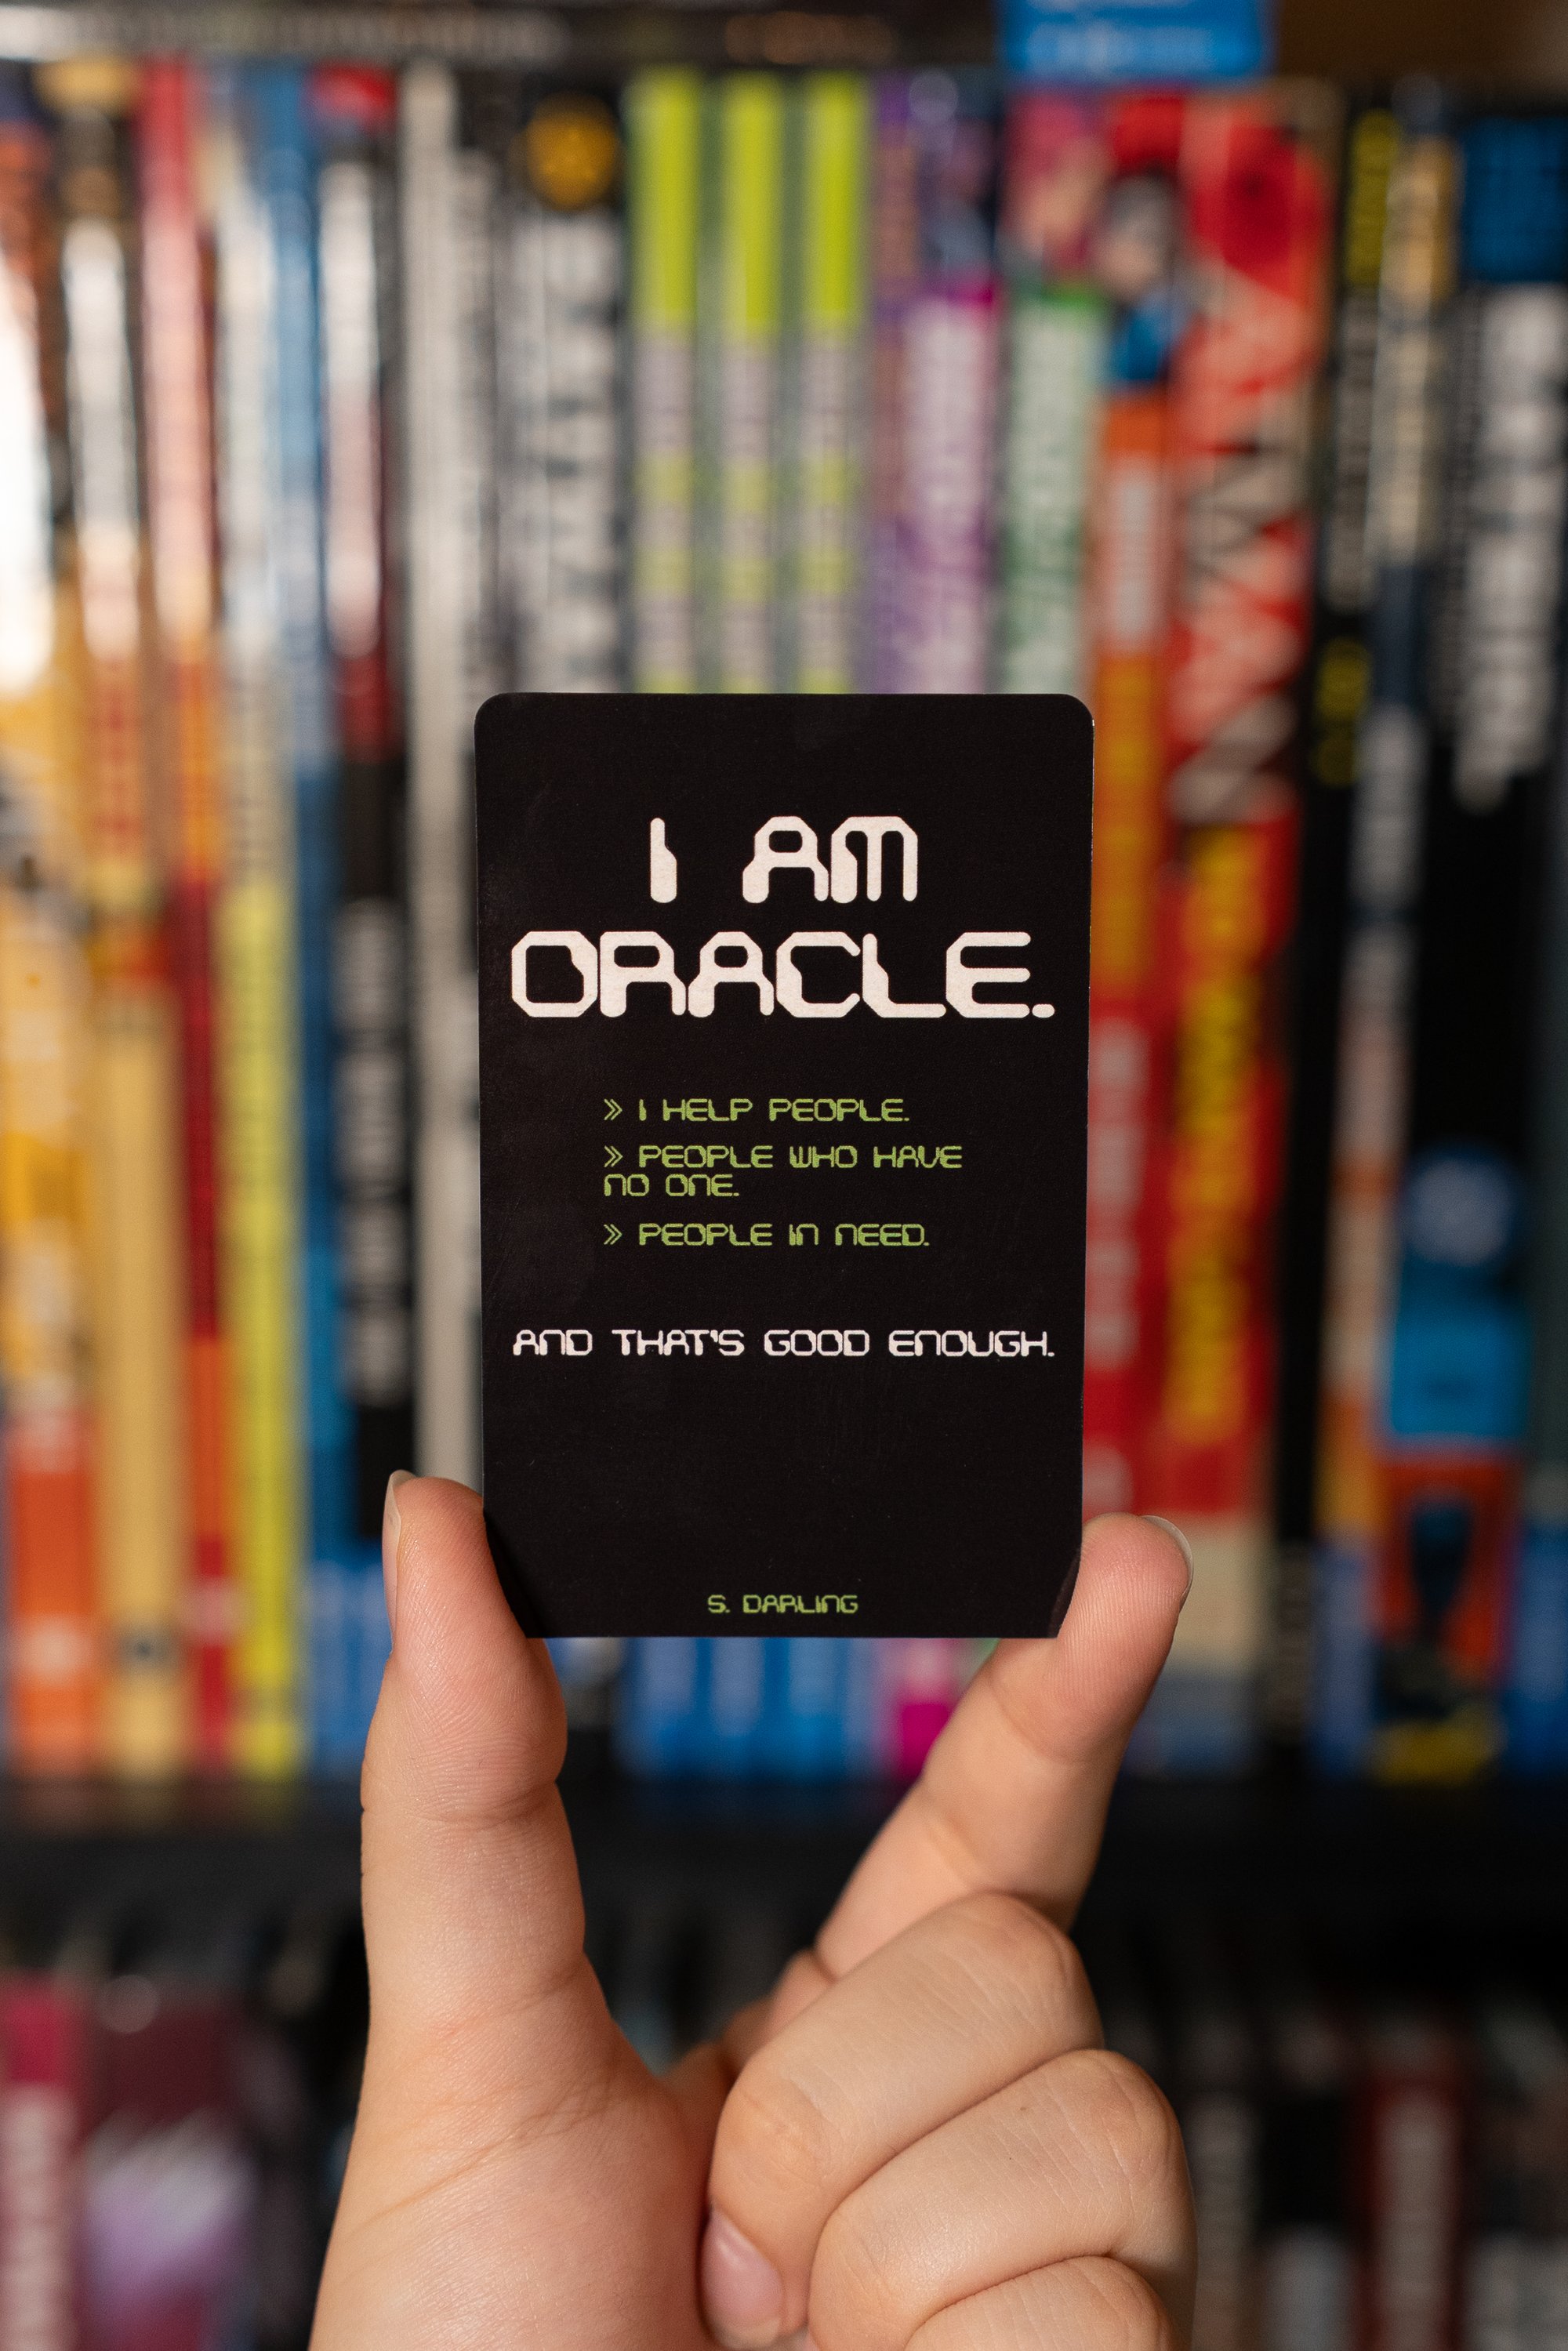 I AM
ORACLE.
» I HELP PEOPLE.
» PEOPLE WHO HAVE
NO ONE.
» PEOPLE IN NEED.
AND THAT'S GOOD ENOUGH.
S. DARLING